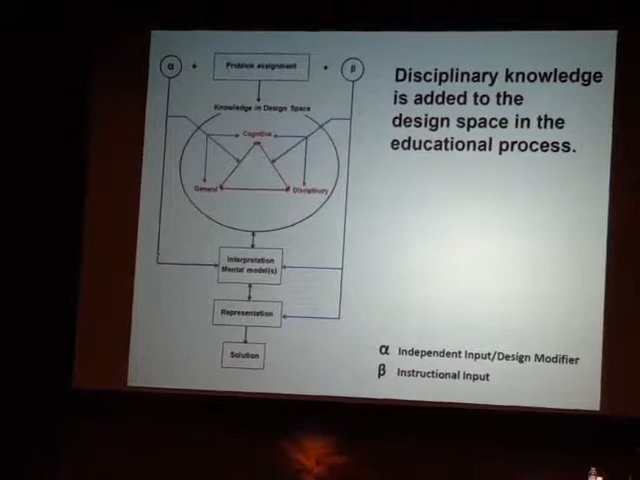 α + Problem assignment + β
Knowledge in Design Space
Cognitive
General Disciplinary
Interpretation
Mental model(s)
Representation
Solution
Disciplinary knowledge
is added to the
design space in the
educational process.
α Independent Input/Design Modifier
β Instructional Input